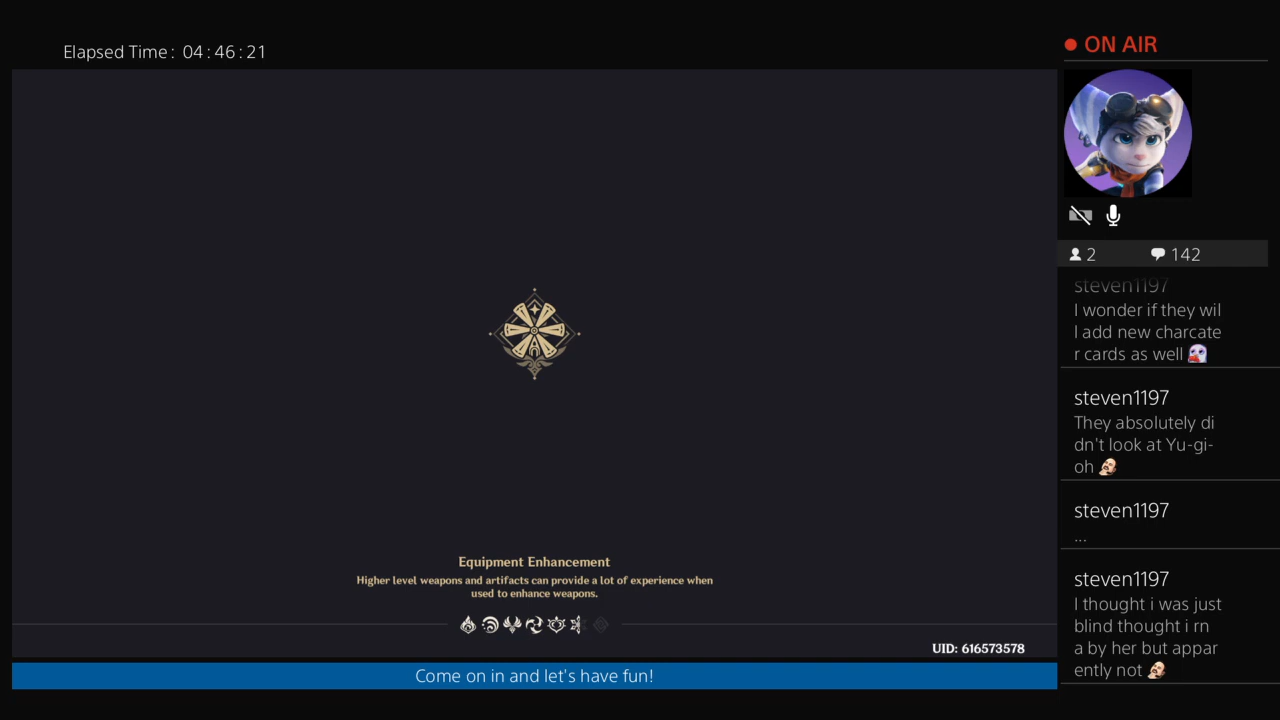 Elapsed Time: 04:46:21
ON AIR
2
142
steven1197
I wonder if they wil
l add new charcate
r cards as well
steven1197
They absolutely di
dn't look at Yu-gi-
oh
steven1197
...
steven1197
I thought i was just
blind thought i rn
a by her but appar
ently not
Equipment Enhancement
Higher level weapons and artifacts can provide a lot of experience when
used to enhance weapons.
UID: 616573578
Come on in and let's have fun!